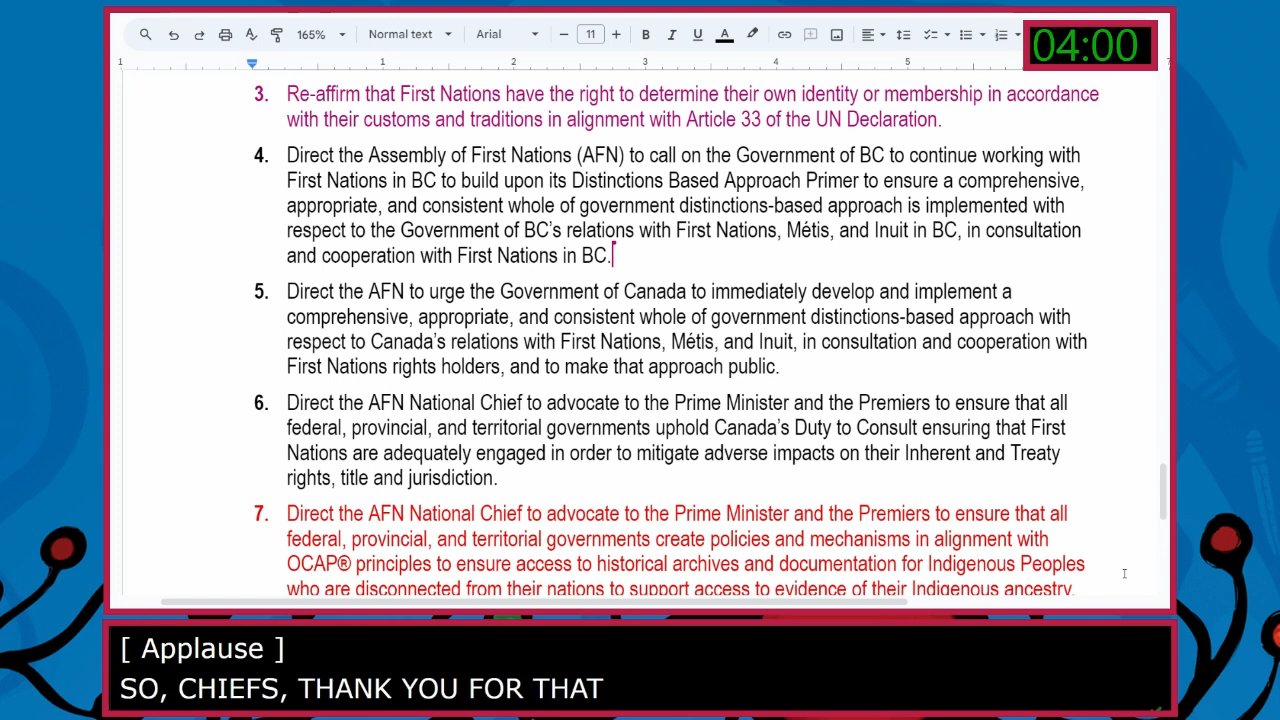 165% Normal text Arial 11 B I U A
04:00
1 1 2 3 4 5
3. Re-affirm that First Nations have the right to determine their own identity or membership in accordance
with their customs and traditions in alignment with Article 33 of the UN Declaration.
4. Direct the Assembly of First Nations (AFN) to call on the Government of BC to continue working with
First Nations in BC to build upon its Distinctions Based Approach Primer to ensure a comprehensive,
appropriate, and consistent whole of government distinctions-based approach is implemented with
respect to the Government of BC’s relations with First Nations, Métis, and Inuit in BC, in consultation
and cooperation with First Nations in BC.
5. Direct the AFN to urge the Government of Canada to immediately develop and implement a
comprehensive, appropriate, and consistent whole of government distinctions-based approach with
respect to Canada’s relations with First Nations, Métis, and Inuit, in consultation and cooperation with
First Nations rights holders, and to make that approach public.
6. Direct the AFN National Chief to advocate to the Prime Minister and the Premiers to ensure that all
federal, provincial, and territorial governments uphold Canada’s Duty to Consult ensuring that First
Nations are adequately engaged in order to mitigate adverse impacts on their Inherent and Treaty
rights, title and jurisdiction.
7. Direct the AFN National Chief to advocate to the Prime Minister and the Premiers to ensure that all
federal, provincial, and territorial governments create policies and mechanisms in alignment with
OCAP® principles to ensure access to historical archives and documentation for Indigenous Peoples
who are disconnected from their nations to support access to evidence of their Indigenous ancestry.
[ Applause ]
SO, CHIEFS, THANK YOU FOR THAT